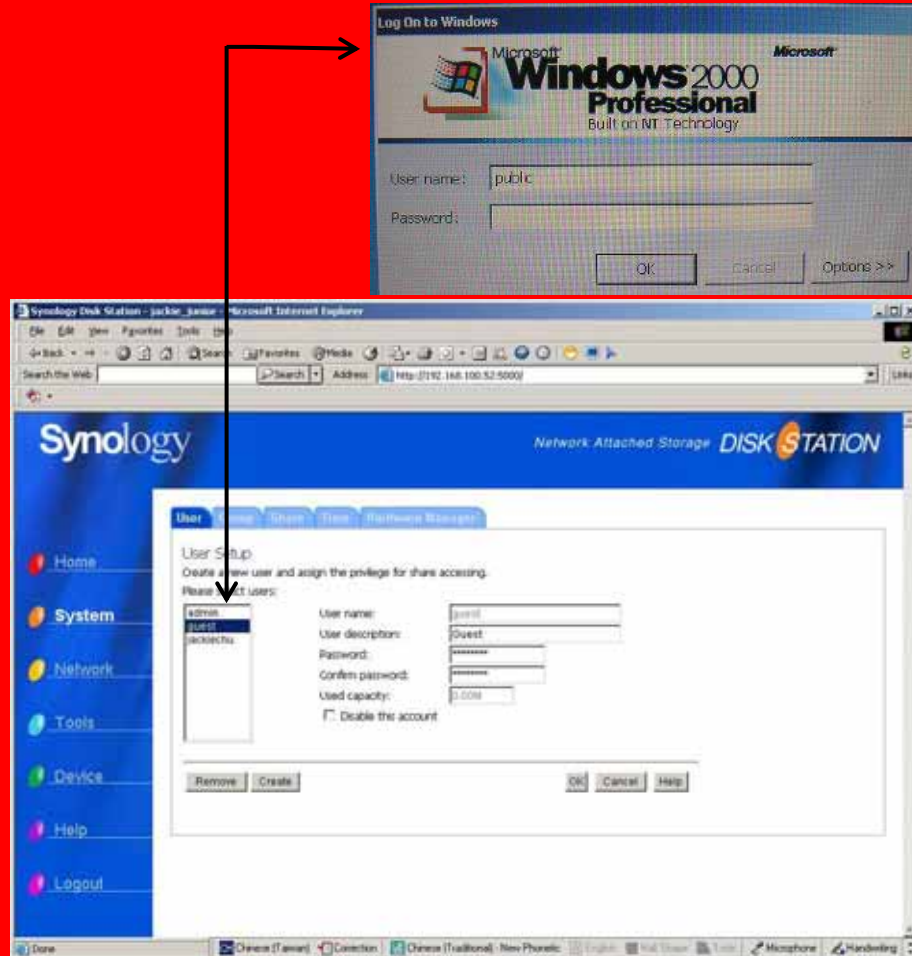 Log On to Windows
Microsoft
Microsoft
Windows 2000
Professional
Built on NT Technology
User name: public
Password:
OK Cancel Options >>
Synology Disk Station - jackie_junior - Microsoft Internet Explorer
File Edit View Favorites Tools Help
Back Search Favorites Media
Search the Web Search Address http://192.168.100.52:5000/ Links
Synology
Network Attached Storage DISK STATION
User Group Share Time Hardware Manager
Home
System
Network
Tools
Device
Help
Logout
User Setup
Create a new user and assign the privilege for share accessing.
Please select users:
admin
guest
jackiechu
User name: guest
User description: Guest
Password: ********
Confirm password: ********
Used capacity: 0.00M
Disable this account
Remove Create OK Cancel Help
Done
Chinese (Taiwan) Correction Chinese (Traditional) - New Phonetic English Microphone Handwriting